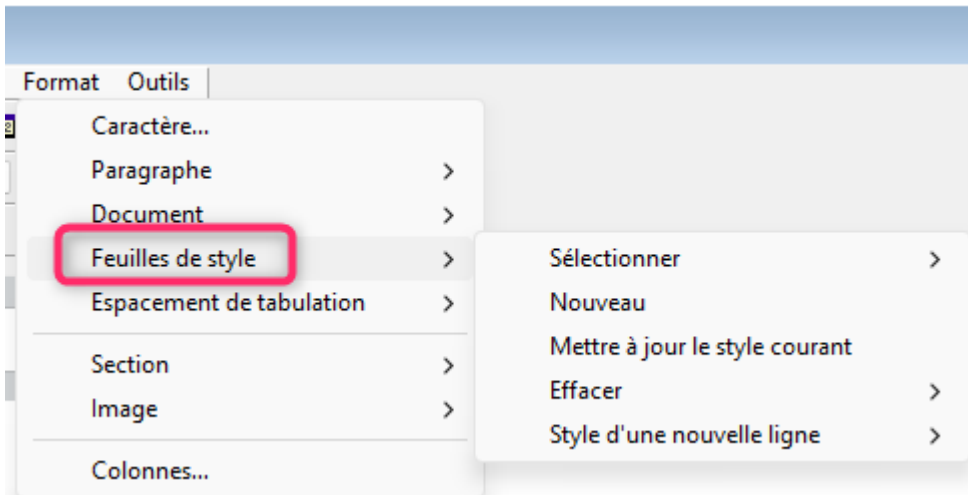 Format Outils
Caractère...
Paragraphe
Document
Feuilles de style
Espacement de tabulation
Section
Image
Colonnes...
Sélectionner
Nouveau
Mettre à jour le style courant
Effacer
Style d'une nouvelle ligne